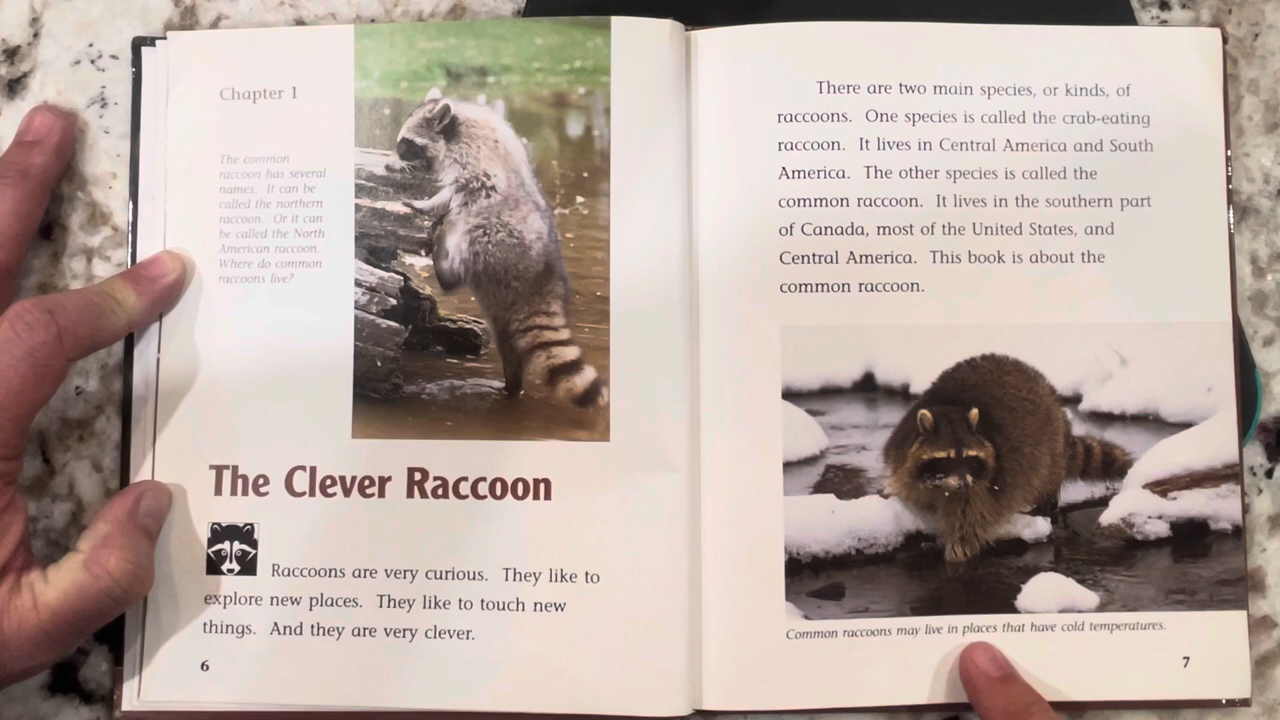 Chapter 1
The common
raccoon has several
names. It can be
called the northern
raccoon. Or it can
be called the North
American raccoon.
Where do common
raccoons live?
The Clever Raccoon
Raccoons are very curious. They like to
explore new places. They like to touch new
things. And they are very clever.
6
There are two main species, or kinds, of
raccoons. One species is called the crab-eating
raccoon. It lives in Central America and South
America. The other species is called the
common raccoon. It lives in the southern part
of Canada, most of the United States, and
Central America. This book is about the
common raccoon.
Common raccoons may live in places that have cold temperatures.
7